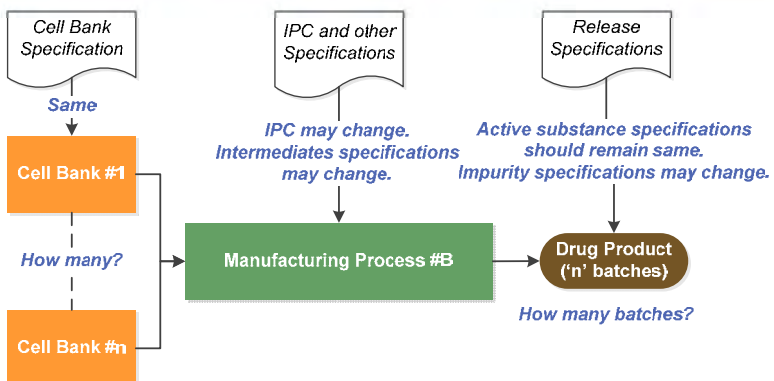 Cell Bank
Specification
IPC and other
Specifications
Release
Specifications
Same
IPC may change.
Intermediates specifications
may change.
Active substance specifications
should remain same.
Impurity specifications may change.
Cell Bank #1
How many?
Manufacturing Process #B
Drug Product
(‘n’ batches)
How many batches?
Cell Bank #n